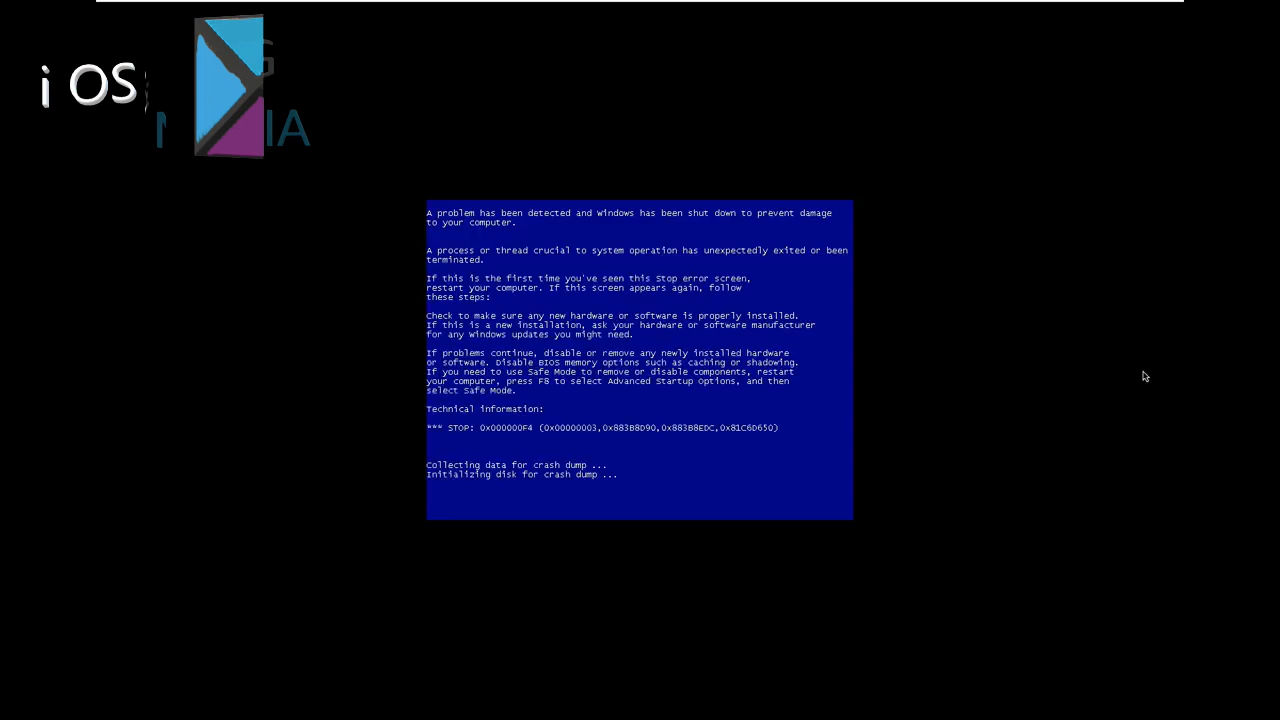 i OS
G
IA
A problem has been detected and Windows has been shut down to prevent damage
to your computer.
A process or thread crucial to system operation has unexpectedly exited or been
terminated.
If this is the first time you've seen this Stop error screen,
restart your computer. If this screen appears again, follow
these steps:
Check to make sure any new hardware or software is properly installed.
If this is a new installation, ask your hardware or software manufacturer
for any Windows updates you might need.
If problems continue, disable or remove any newly installed hardware
or software. Disable BIOS memory options such as caching or shadowing.
If you need to use Safe Mode to remove or disable components, restart
your computer, press F8 to select Advanced Startup Options, and then
select Safe Mode.
Technical information:
*** STOP: 0x000000F4 (0x00000003,0x883B8D90,0x883B8EDC,0x81C6D650)
Collecting data for crash dump ...
Initializing disk for crash dump ...